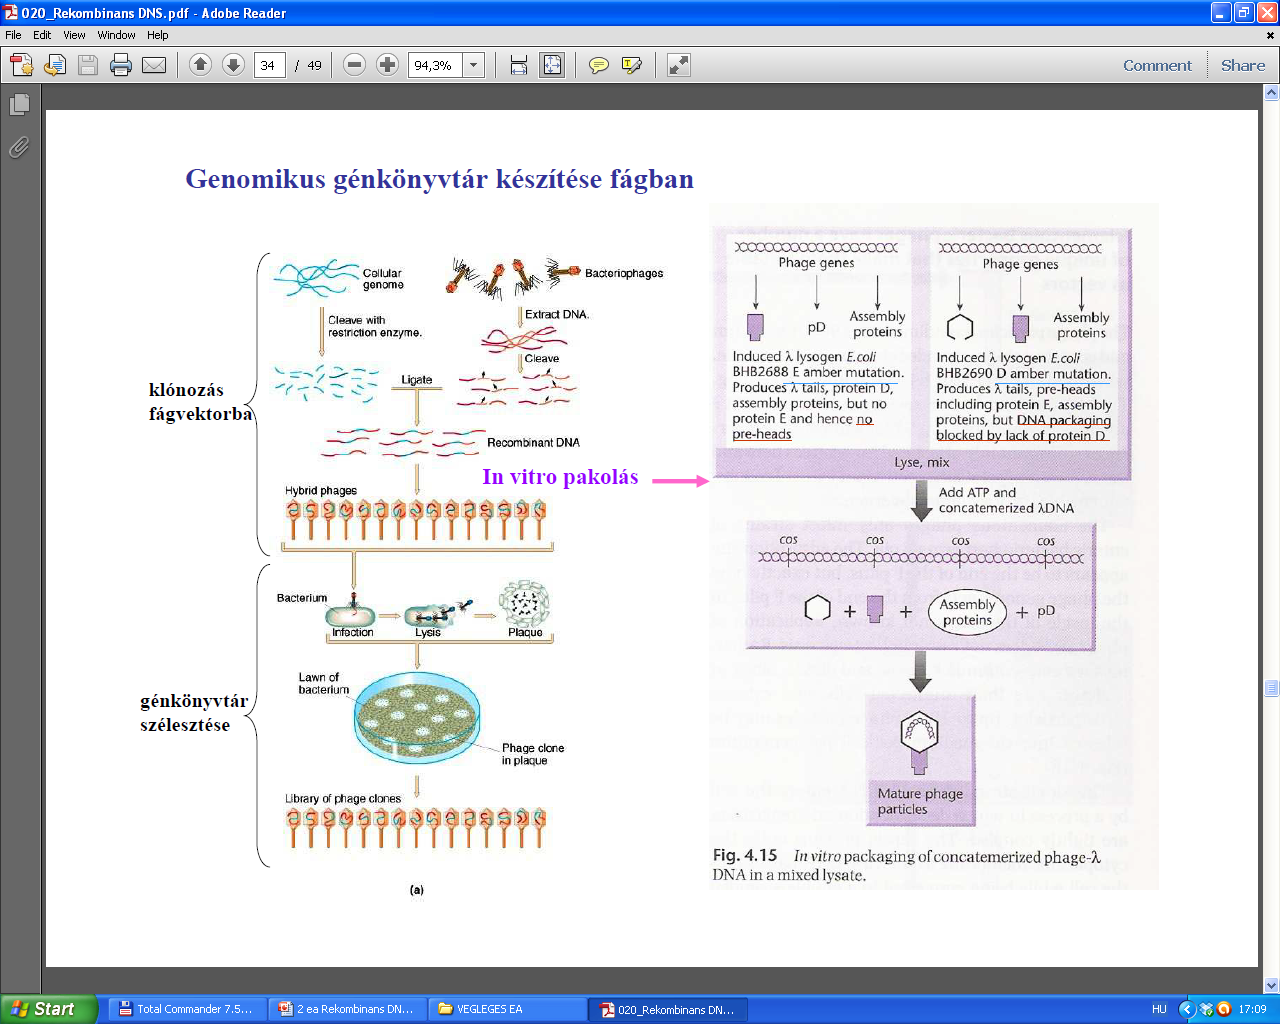 020_Rekombinans DNS.pdf - Adobe Reader
File Edit View Window Help
34 / 49 94,3% Comment Share
Genomikus génkönyvtár készítése fágban
klónozás
fágvektorba
génkönyvtár
szélesztése
Cellular
genome
Bacteriophages
Cleave with
restriction enzyme.
Extract DNA.
Cleave
Ligate
Recombinant DNA
Hybrid phages
Bacterium
Infection
Lysis
Plaque
Lawn of
bacterium
Phage clone
in plaque
Library of phage clones
(a)
In vitro pakolás
Phage genes
pD
Assembly
proteins
Induced λ lysogen E.coli
BHB2688 E amber mutation.
Produces λ tails, protein D,
assembly proteins, but no
protein E and hence no
pre-heads
Phage genes
Assembly
proteins
Induced λ lysogen E.coli
BHB2690 D amber mutation.
Produces λ tails, pre-heads
including protein E, assembly
proteins, but DNA packaging
blocked by lack of protein D
Lyse, mix
Add ATP and
concatemerized λDNA
cos cos cos cos
+ + Assembly
proteins + pD
Mature phage
particles
Fig. 4.15 In vitro packaging of concatemerized phage-λ
DNA in a mixed lysate.
Start Total Commander 7.5... 2 ea Rekombinans DN... VEGLEGES EA 020_Rekombinans DN... HU 17:09